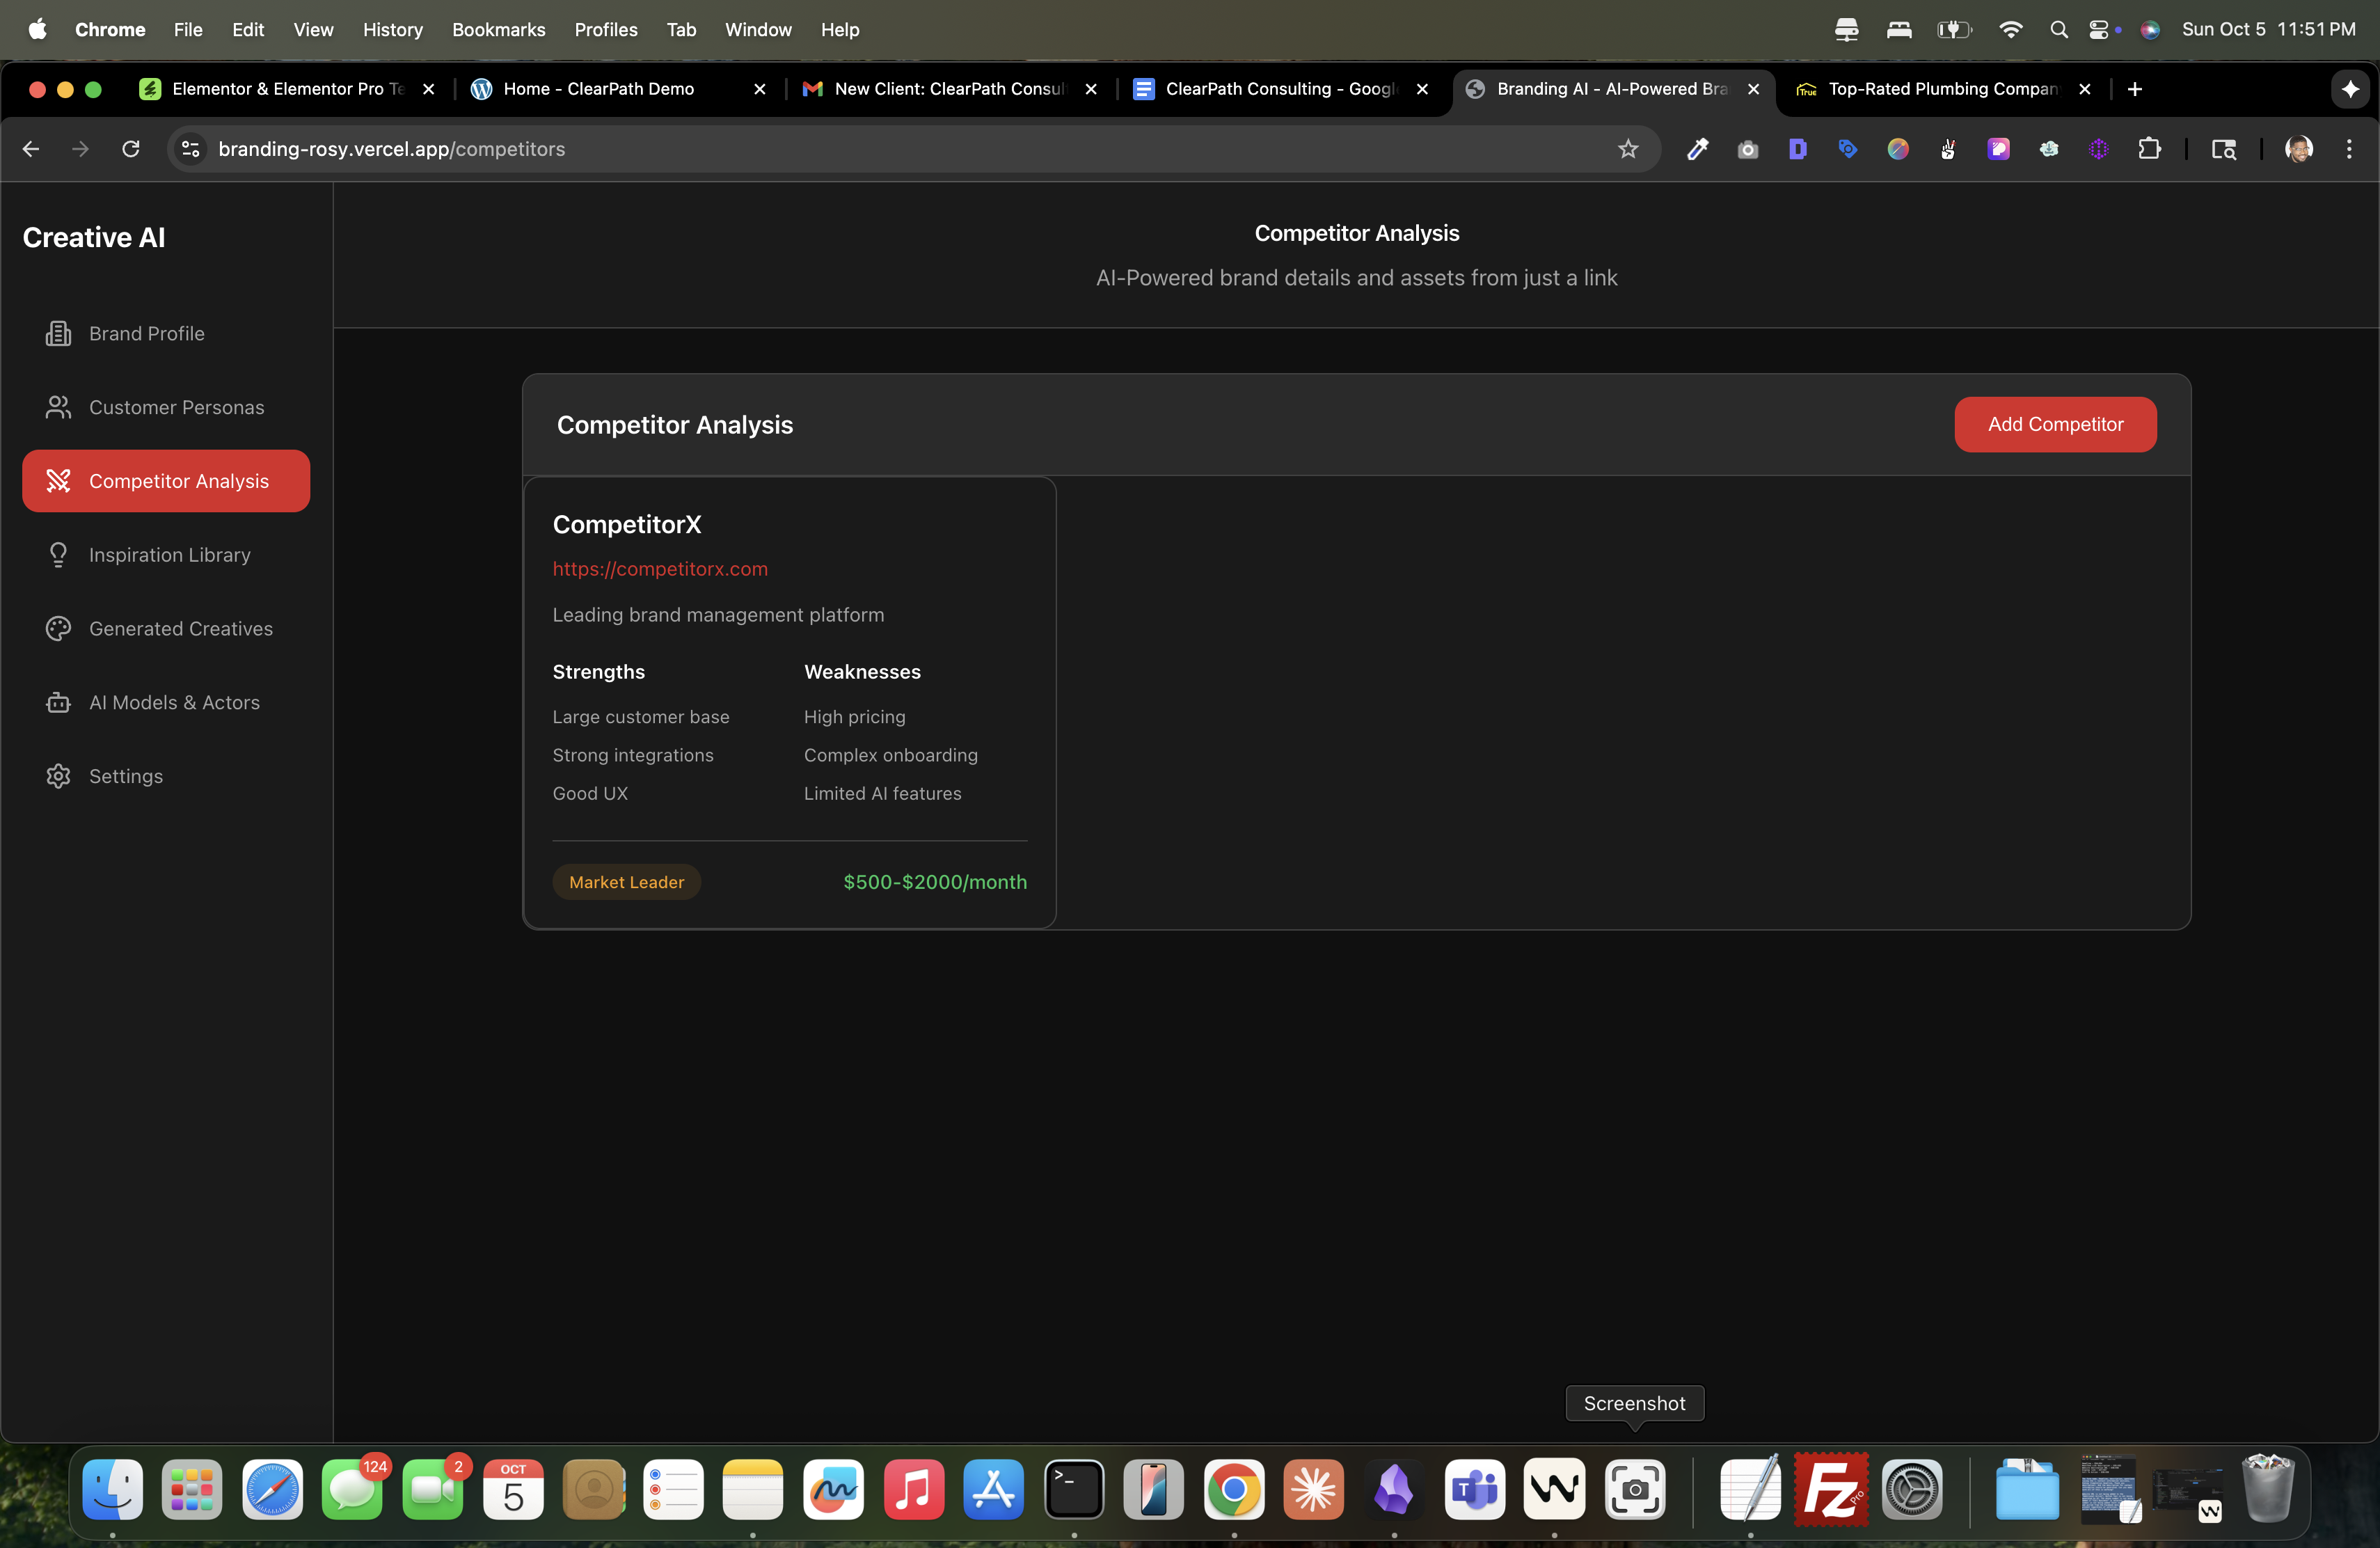 Chrome File Edit View History Bookmarks Profiles Tab Window Help Sun Oct 5 11:51 PM
Elementor & Elementor Pro Te Home - ClearPath Demo New Client: ClearPath Consul ClearPath Consulting - Googl Branding AI - AI-Powered Bra Top-Rated Plumbing Compan
branding-rosy.vercel.app/competitors
Creative AI
Brand Profile
Customer Personas
Competitor Analysis
Inspiration Library
Generated Creatives
AI Models & Actors
Settings
Competitor Analysis
AI-Powered brand details and assets from just a link
Competitor Analysis
Add Competitor
CompetitorX
https://competitorx.com
Leading brand management platform
Strengths Weaknesses
Large customer base High pricing
Strong integrations Complex onboarding
Good UX Limited AI features
Market Leader $500-$2000/month
Screenshot
124
2
OCT
5
Fz
Pro